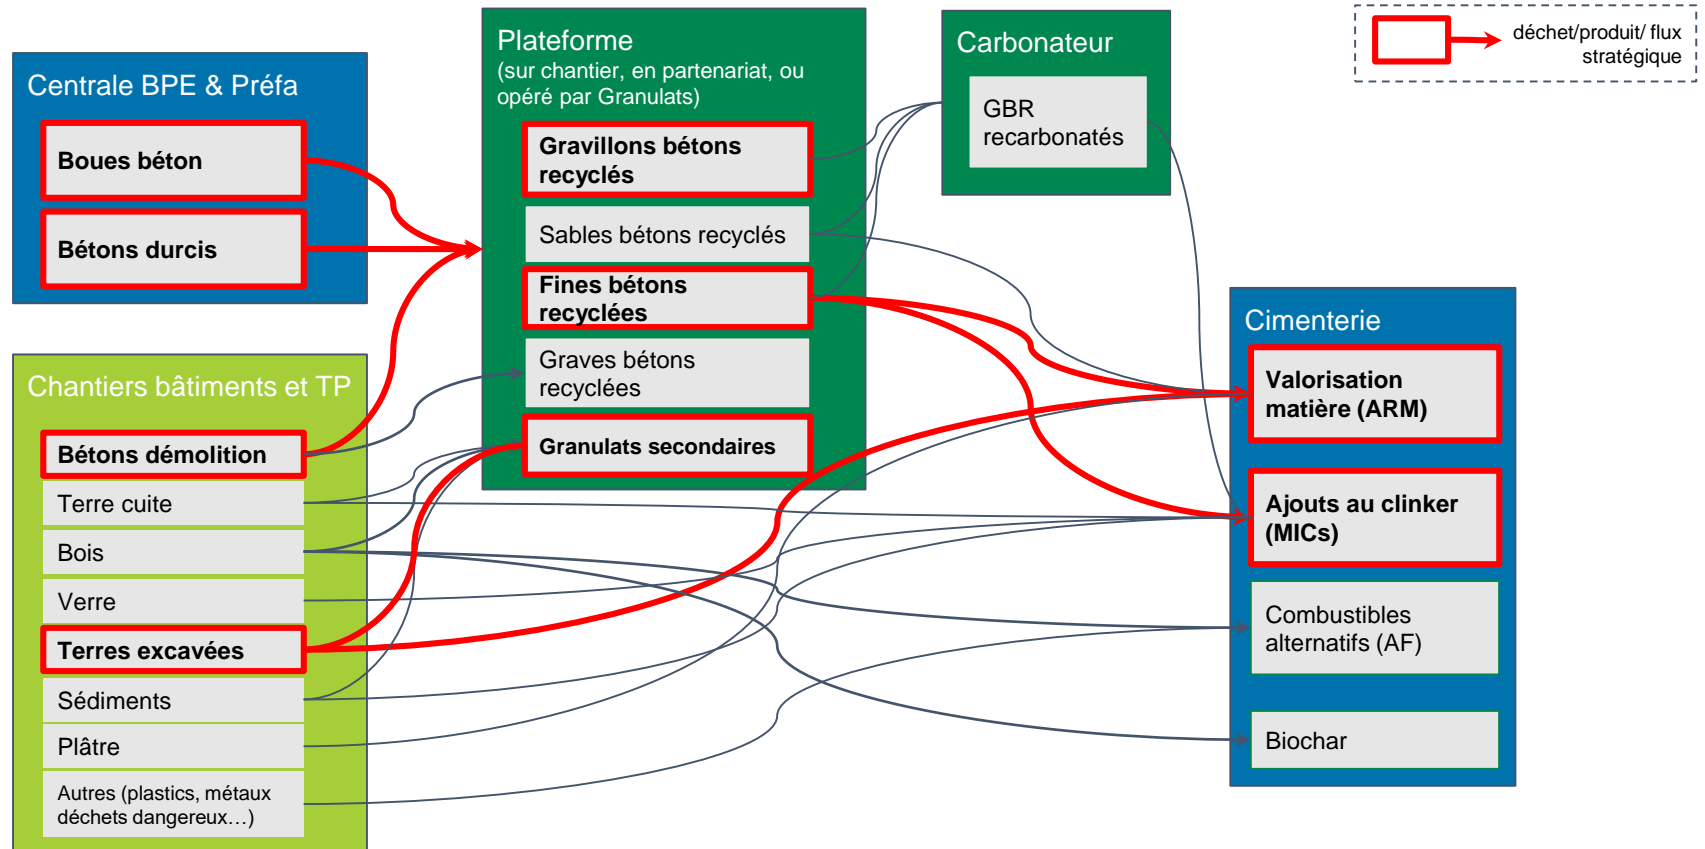 Centrale BPE & Préfa
Boues béton
Bétons durcis
Chantiers bâtiments et TP
Bétons démolition
Terre cuite
Bois
Verre
Terres excavées
Sédiments
Plâtre
Autres (plastics, métaux
déchets dangereux…)
Plateforme
(sur chantier, en partenariat, ou
opéré par Granulats)
Gravillons bétons
recyclés
Sables bétons recyclés
Fines bétons
recyclées
Graves bétons
recyclées
Granulats secondaires
Carbonateur
GBR
recarbonatés
déchet/produit/ flux
stratégique
Cimenterie
Valorisation
matière (ARM)
Ajouts au clinker
(MICs)
Combustibles
alternatifs (AF)
Biochar